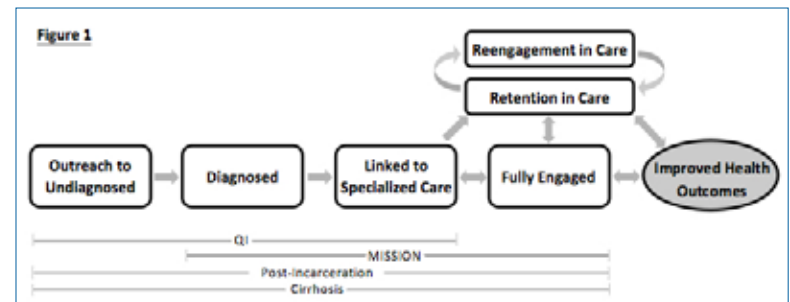 Figure 1
Reengagement in Care
Retention in Care
Outreach to
Undiagnosed
Diagnosed
Linked to
Specialized Care
Fully Engaged
Improved Health
Outcomes
QI
MISSION
Post-Incarceration
Cirrhosis